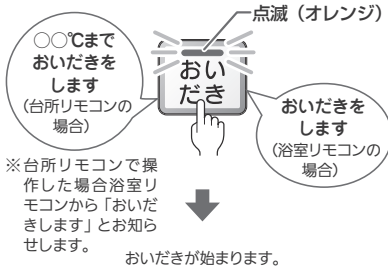 点滅（オレンジ）
○○℃まで
おいだきを
します
（台所リモコンの
場合）
おい
だき
おいだきを
します
（浴室リモコンの
場合）
※台所リモコンで操
作した場合浴室リ
モコンから「おいだ
きします」とお知ら
せします。
おいだきが始まります。